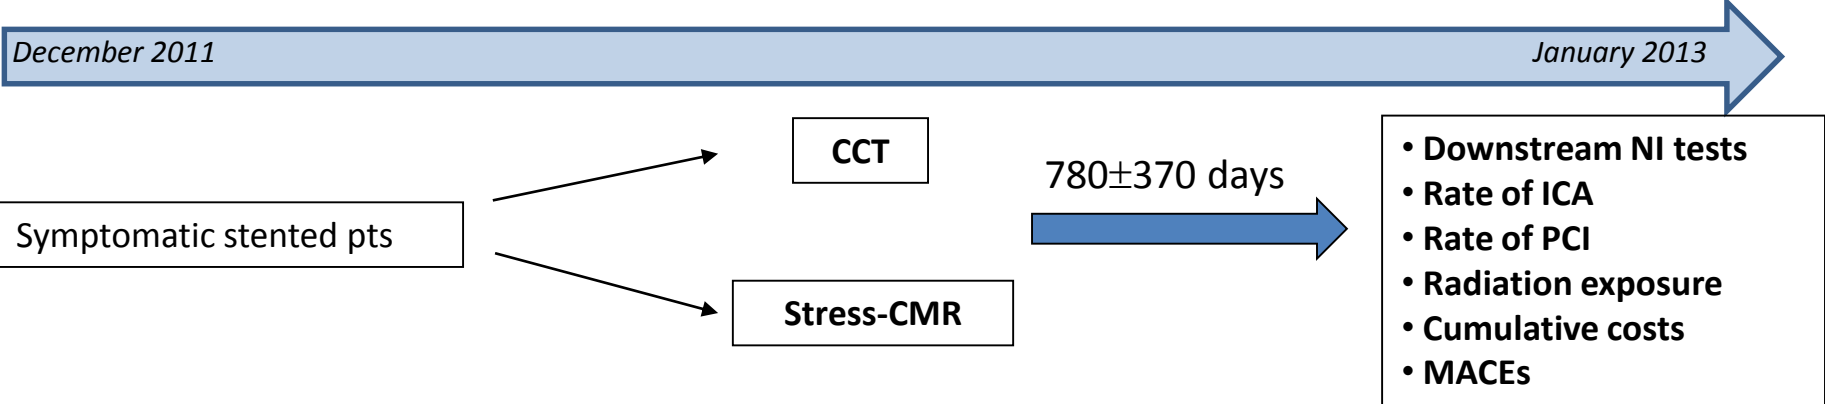 December 2011
January 2013
CCT
780±370 days
Symptomatic stented pts
Stress-CMR
• Downstream NI tests
• Rate of ICA
• Rate of PCI
• Radiation exposure
• Cumulative costs
• MACEs